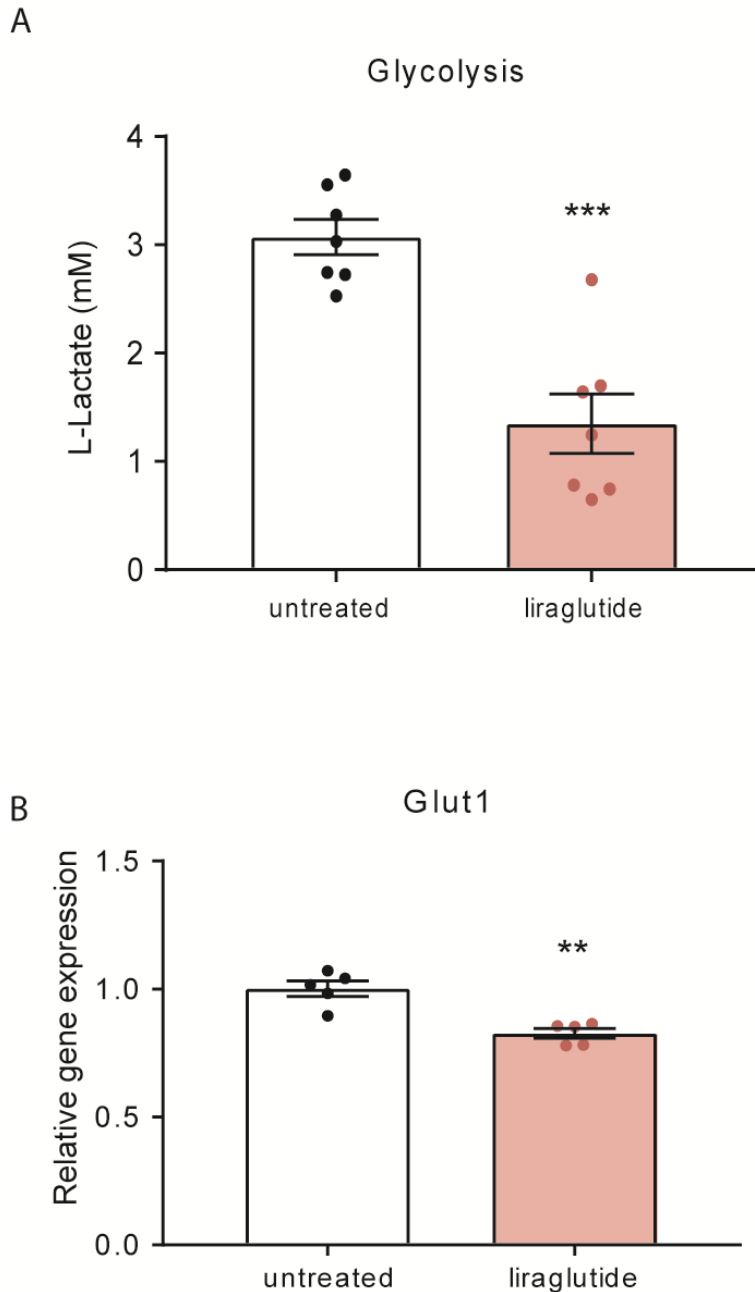 A
Glycolysis
L-Lactate (mM)
4
3
2
1
0
***
untreated
liraglutide
B
Glut1
Relative gene expression
1.5
1.0
0.5
0.0
**
untreated
liraglutide